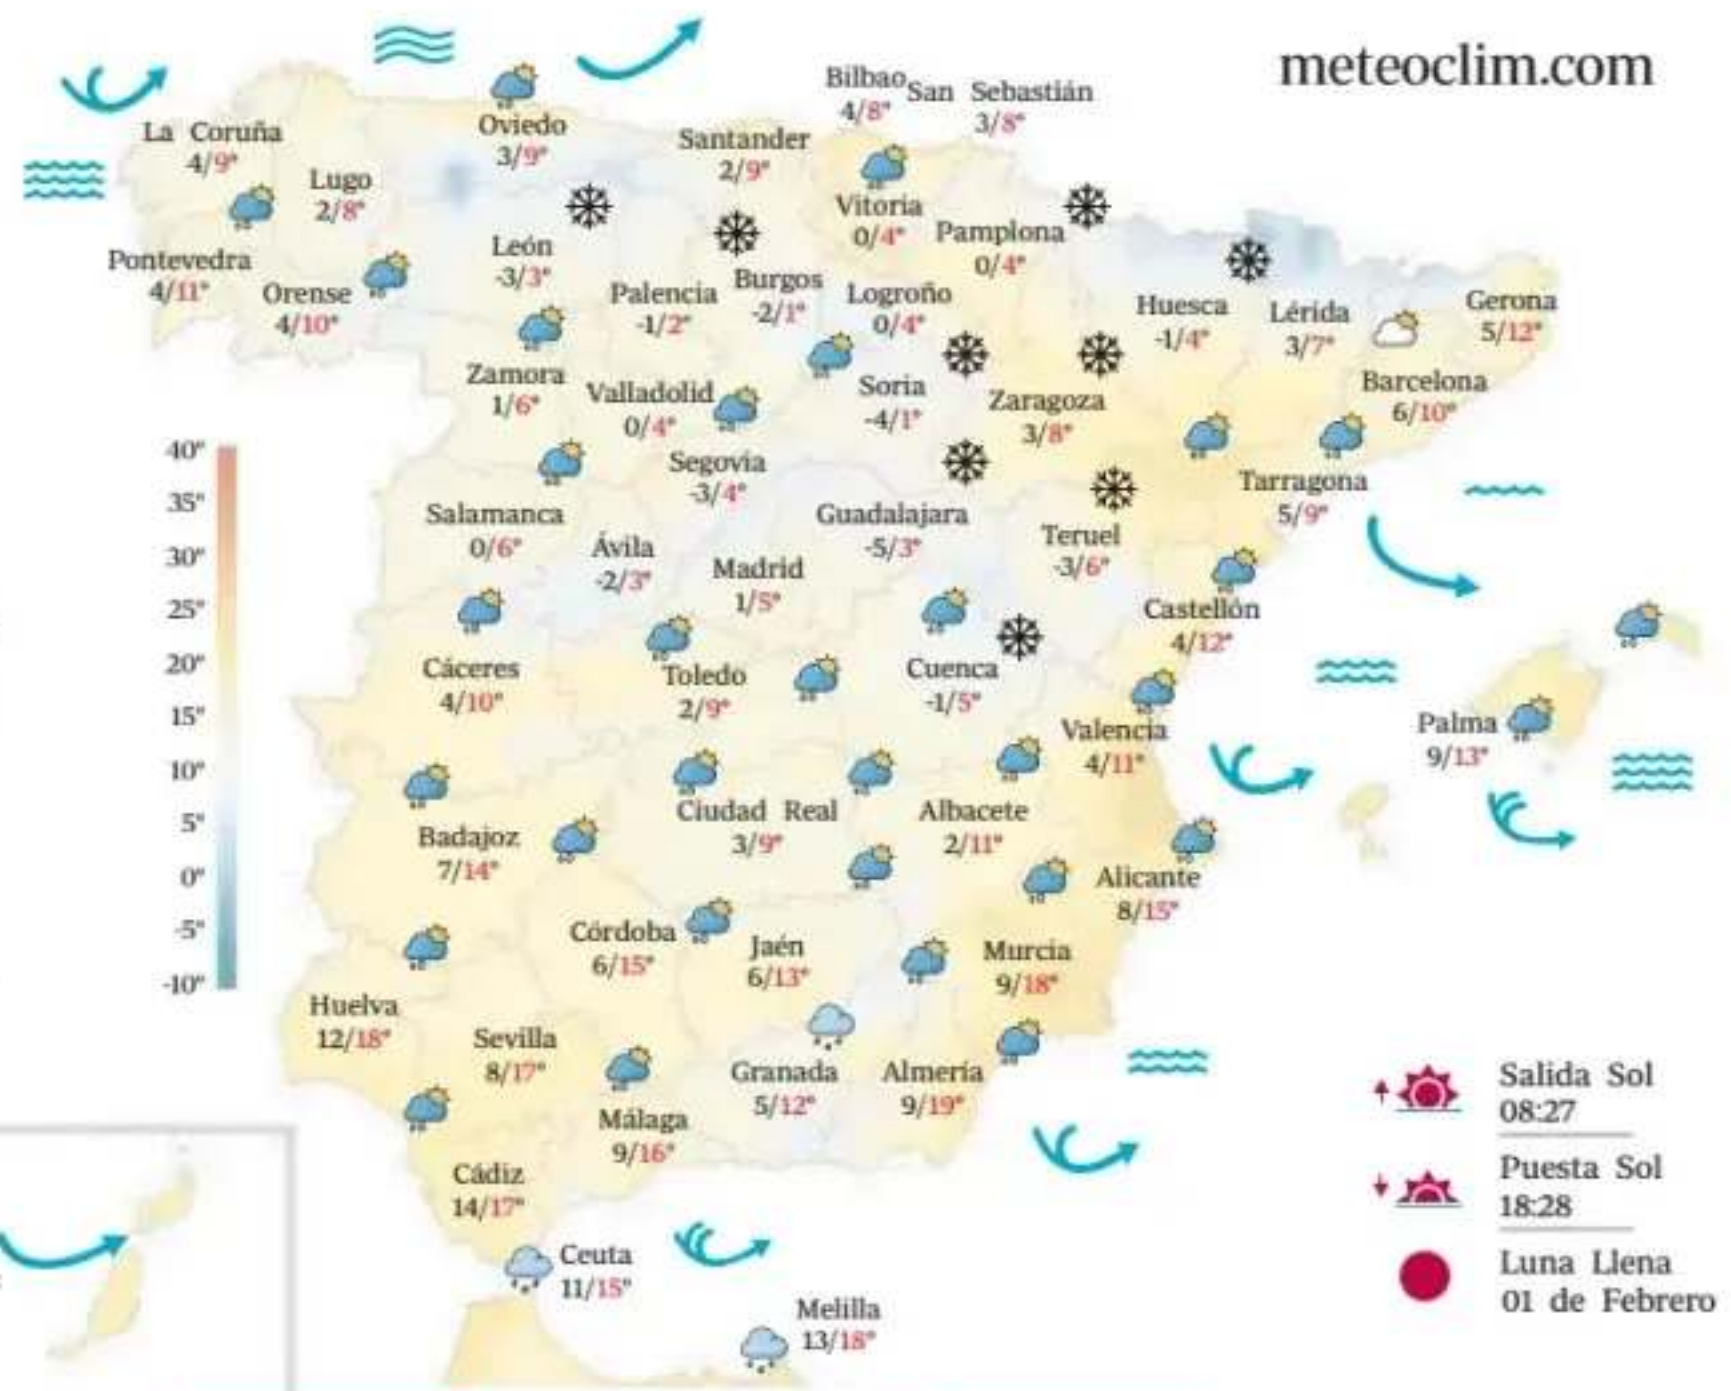 meteoclim.com
Bilbao
4/8°
San Sebastián
3/8°
La Coruña
4/9°
Oviedo
3/9°
Santander
2/9°
Lugo
2/8°
Vitoria
0/4°
Pamplona
0/4°
Pontevedra
4/11°
León
-3/3°
Orense
4/10°
Palencia
-1/2°
Burgos
-2/1°
Logroño
0/4°
Huesca
-1/4°
Lérida
3/7°
Gerona
5/12°
Zamora
1/6°
Valladolid
0/4°
Soria
-4/1°
Zaragoza
3/8°
Barcelona
6/10°
Segovia
-3/4°
Tarragona
5/9°
Salamanca
0/6°
Ávila
-2/3°
Madrid
1/5°
Guadalajara
-5/3°
Teruel
-3/6°
Castellón
4/12°
Cáceres
4/10°
Toledo
2/9°
Cuenca
-1/5°
Valencia
4/11°
Palma
9/13°
Badajoz
7/14°
Ciudad Real
3/9°
Albacete
2/11°
Alicante
8/15°
Córdoba
6/15°
Jaén
6/13°
Murcia
9/18°
Huelva
12/18°
Sevilla
8/17°
Málaga
9/16°
Granada
5/12°
Almería
9/19°
Cádiz
14/17°
Ceuta
11/15°
Melilla
13/18°
40°
35°
30°
25°
20°
15°
10°
5°
0°
-5°
-10°
Salida Sol
08:27
Puesta Sol
18:28
Luna Llena
01 de Febrero